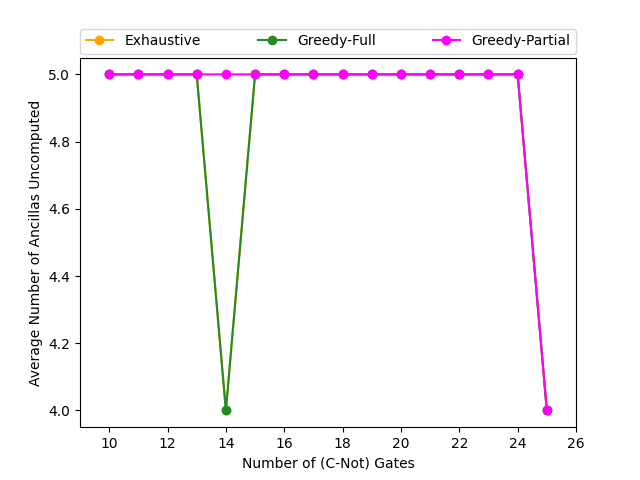 Exhaustive Greedy-Full Greedy-Partial
5.0
4.8
4.6
4.4
4.2
4.0
Average Number of Ancillas Uncomputed
10 12 14 16 18 20 22 24 26
Number of (C-Not) Gates